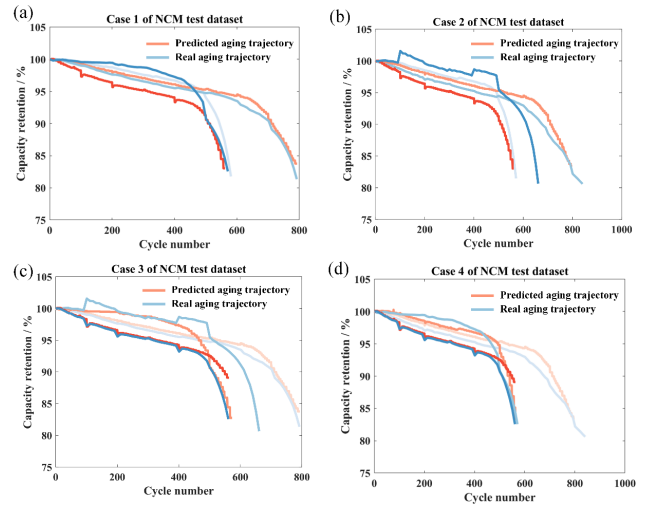 (a)
Case 1 of NCM test dataset
Capacity retention / %
105
100
95
90
85
80
75
Predicted aging trajectory
Real aging trajectory
0
200
400
600
800
Cycle number
(b)
Case 2 of NCM test dataset
Capacity retention / %
105
100
95
90
85
80
75
Predicted aging trajectory
Real aging trajectory
0
200
400
600
800
1000
Cycle number
(c)
Case 3 of NCM test dataset
Capacity retention / %
105
100
95
90
85
80
75
Predicted aging trajectory
Real aging trajectory
0
200
400
600
800
Cycle number
(d)
Case 4 of NCM test dataset
Capacity retention / %
105
100
95
90
85
80
75
Predicted aging trajectory
Real aging trajectory
0
200
400
600
800
1000
Cycle number